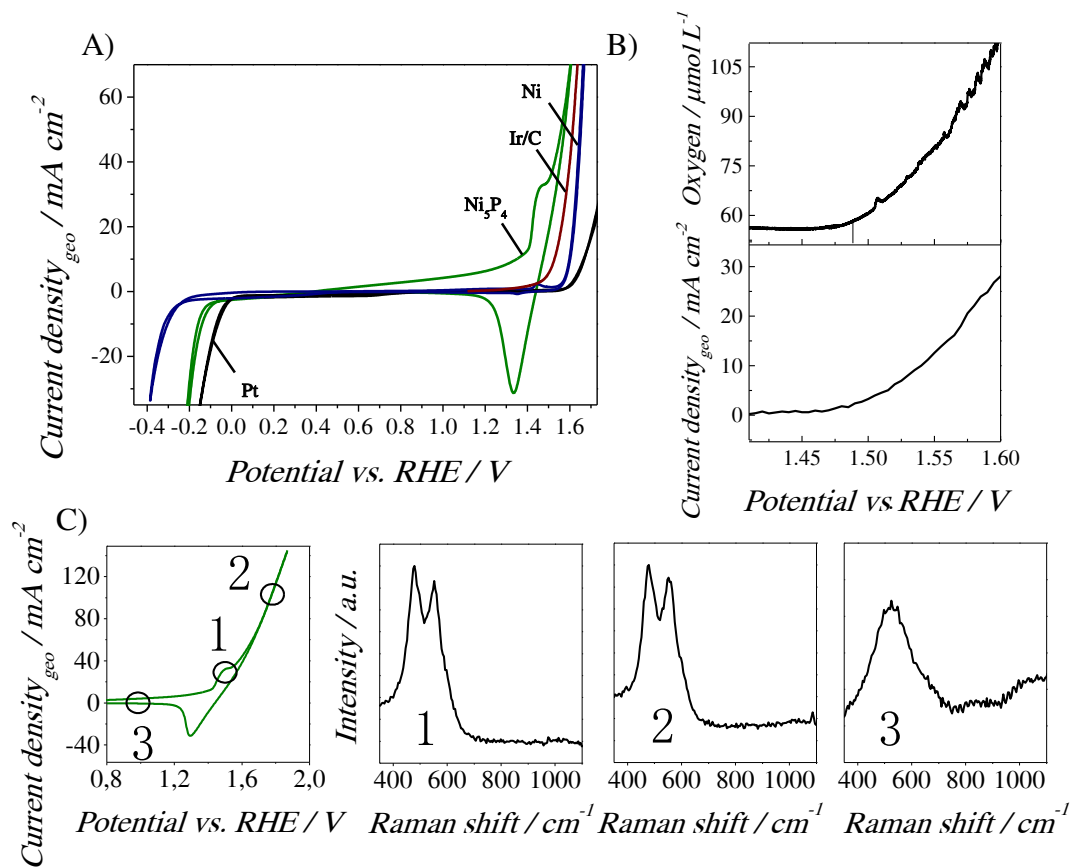 A)
Current density_geo / mA cm^-2
60
40
20
0
-20
Ni
Ir/C
Ni₅P₄
Pt
-0.4 -0.2 0.0 0.2 0.4 0.6 0.8 1.0 1.2 1.4 1.6
Potential vs. RHE / V
B)
Oxygen / μmol L^-1
105
90
75
60
Current density_geo / mA cm^-2
30
20
10
0
1.45 1.50 1.55 1.60
Potential vs. RHE / V
C)
Current density_geo / mA cm^-2
120
80
40
0
-40
2
1
3
0,8 1,2 1,6 2,0
Potential vs. RHE / V
Intensity / a.u.
1
400 600 800 1000
Raman shift / cm^-1
2
400 600 800 1000
Raman shift / cm^-1
3
400 600 800 1000
Raman shift / cm^-1